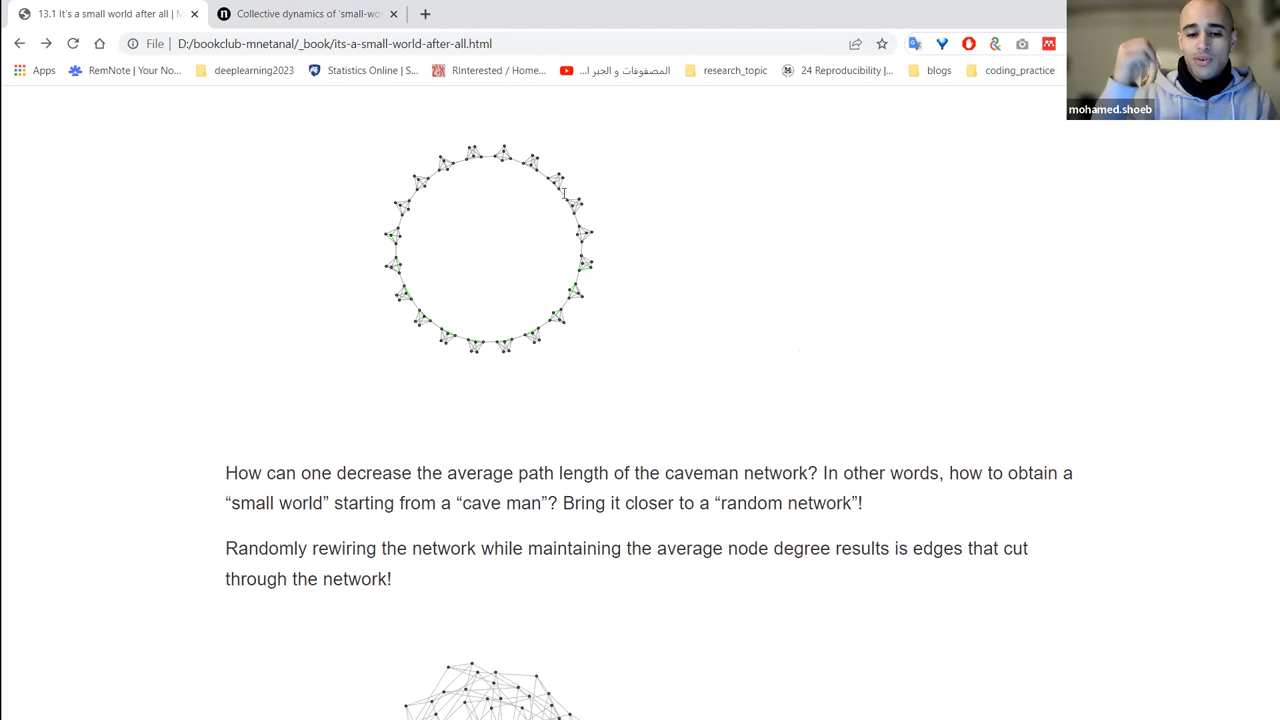 13.1 It's a small world after all | M
Collective dynamics of 'small-wo
File D:/bookclub-mnetanal/_book/its-a-small-world-after-all.html
Apps RemNote | Your No... deeplearning2023 Statistics Online | S... RInterested / Home... المصفوفات و الجبر ا... research_topic 24 Reproducibility |... blogs coding_practice
mohamed.shoeb
How can one decrease the average path length of the caveman network? In other words, how to obtain a
“small world” starting from a “cave man”? Bring it closer to a “random network”!
Randomly rewiring the network while maintaining the average node degree results is edges that cut
through the network!